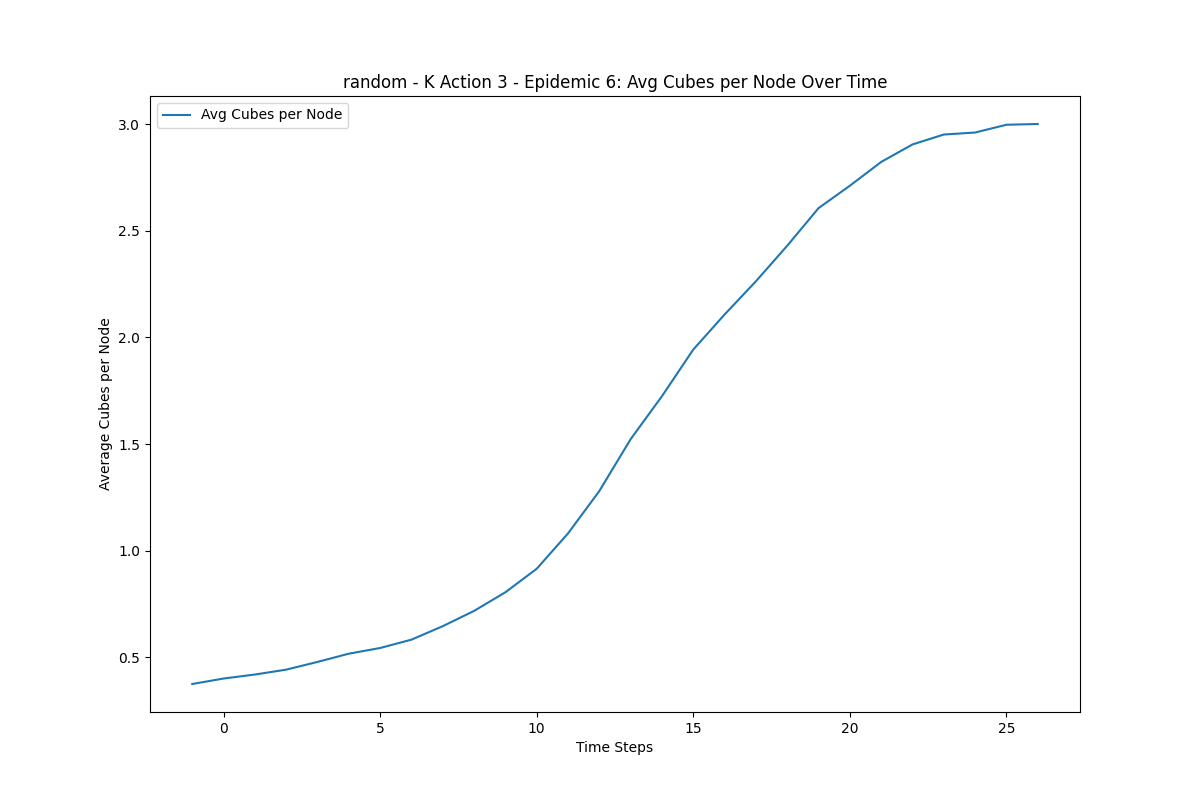 random - K Action 3 - Epidemic 6: Avg Cubes per Node Over Time
Avg Cubes per Node
3.0
2.5
2.0
1.5
1.0
0.5
Average Cubes per Node
0 5 10 15 20 25
Time Steps